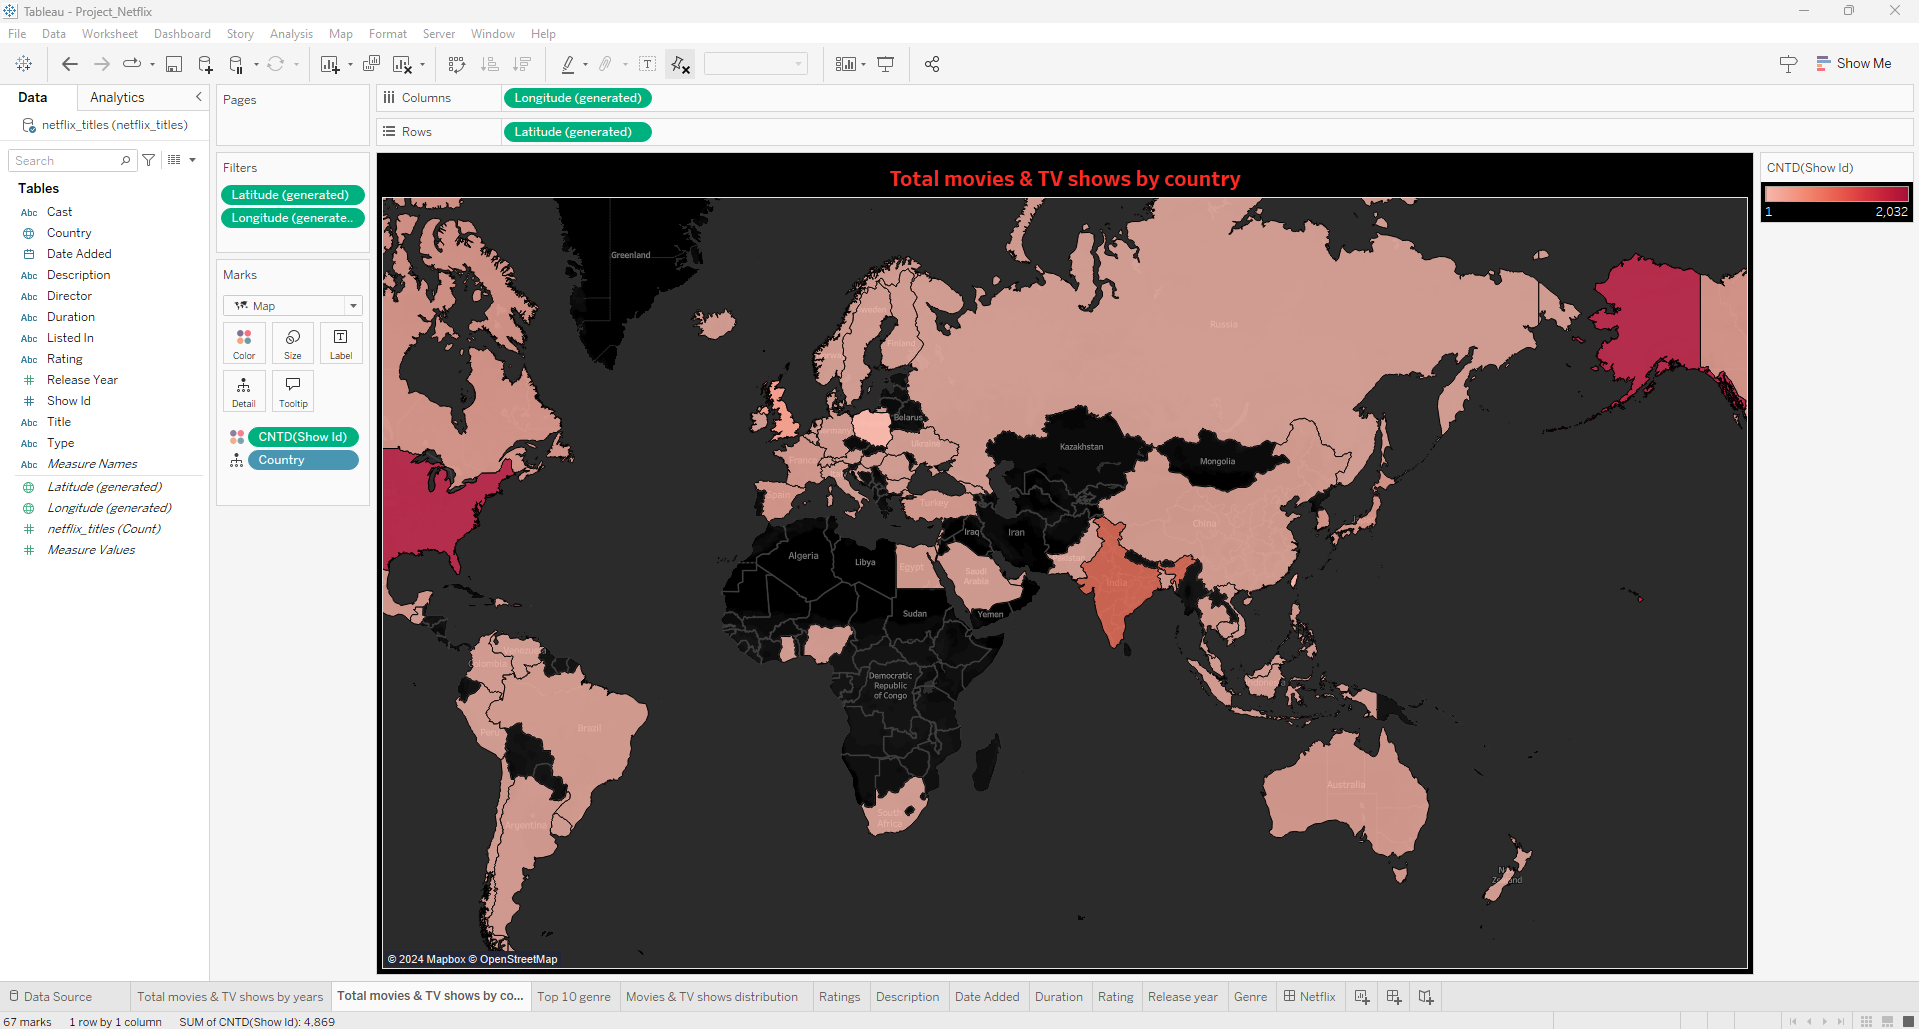 Tableau - Project_Netflix
File Data Worksheet Dashboard Story Analysis Map Format Server Window Help
Show Me
Data Analytics
netflix_titles (netflix_titles)
Search
Tables
Abc Cast
Country
Date Added
Abc Description
Abc Director
Abc Duration
Abc Listed In
Abc Rating
Release Year
Show Id
Abc Title
Abc Type
Abc Measure Names
Latitude (generated)
Longitude (generated)
netflix_titles (Count)
Measure Values
Pages
Filters
Latitude (generated)
Longitude (generate..
Marks
Map
Color Size Label
Detail Tooltip
CNTD(Show Id)
Country
Columns Longitude (generated)
Rows Latitude (generated)
Total movies & TV shows by country
Greenland
Russia
Sweden
Finland
Belarus
Ukraine
Kazakhstan
Mongolia
France
Spain
Turkey
China
Iraq
Iran
Algeria
Libya
Egypt
Saudi
Arabia
India
Sudan
Yemen
Venezuela
Colombia
Democratic
Republic
of Congo
Brazil
Peru
Australia
South
Africa
Argentina
© 2024 Mapbox © OpenStreetMap
CNTD(Show Id)
1 2,032
Data Source Total movies & TV shows by years Total movies & TV shows by co... Top 10 genre Movies & TV shows distribution Ratings Description Date Added Duration Rating Release year Genre Netflix
67 marks 1 row by 1 column SUM of CNTD(Show Id): 4,869